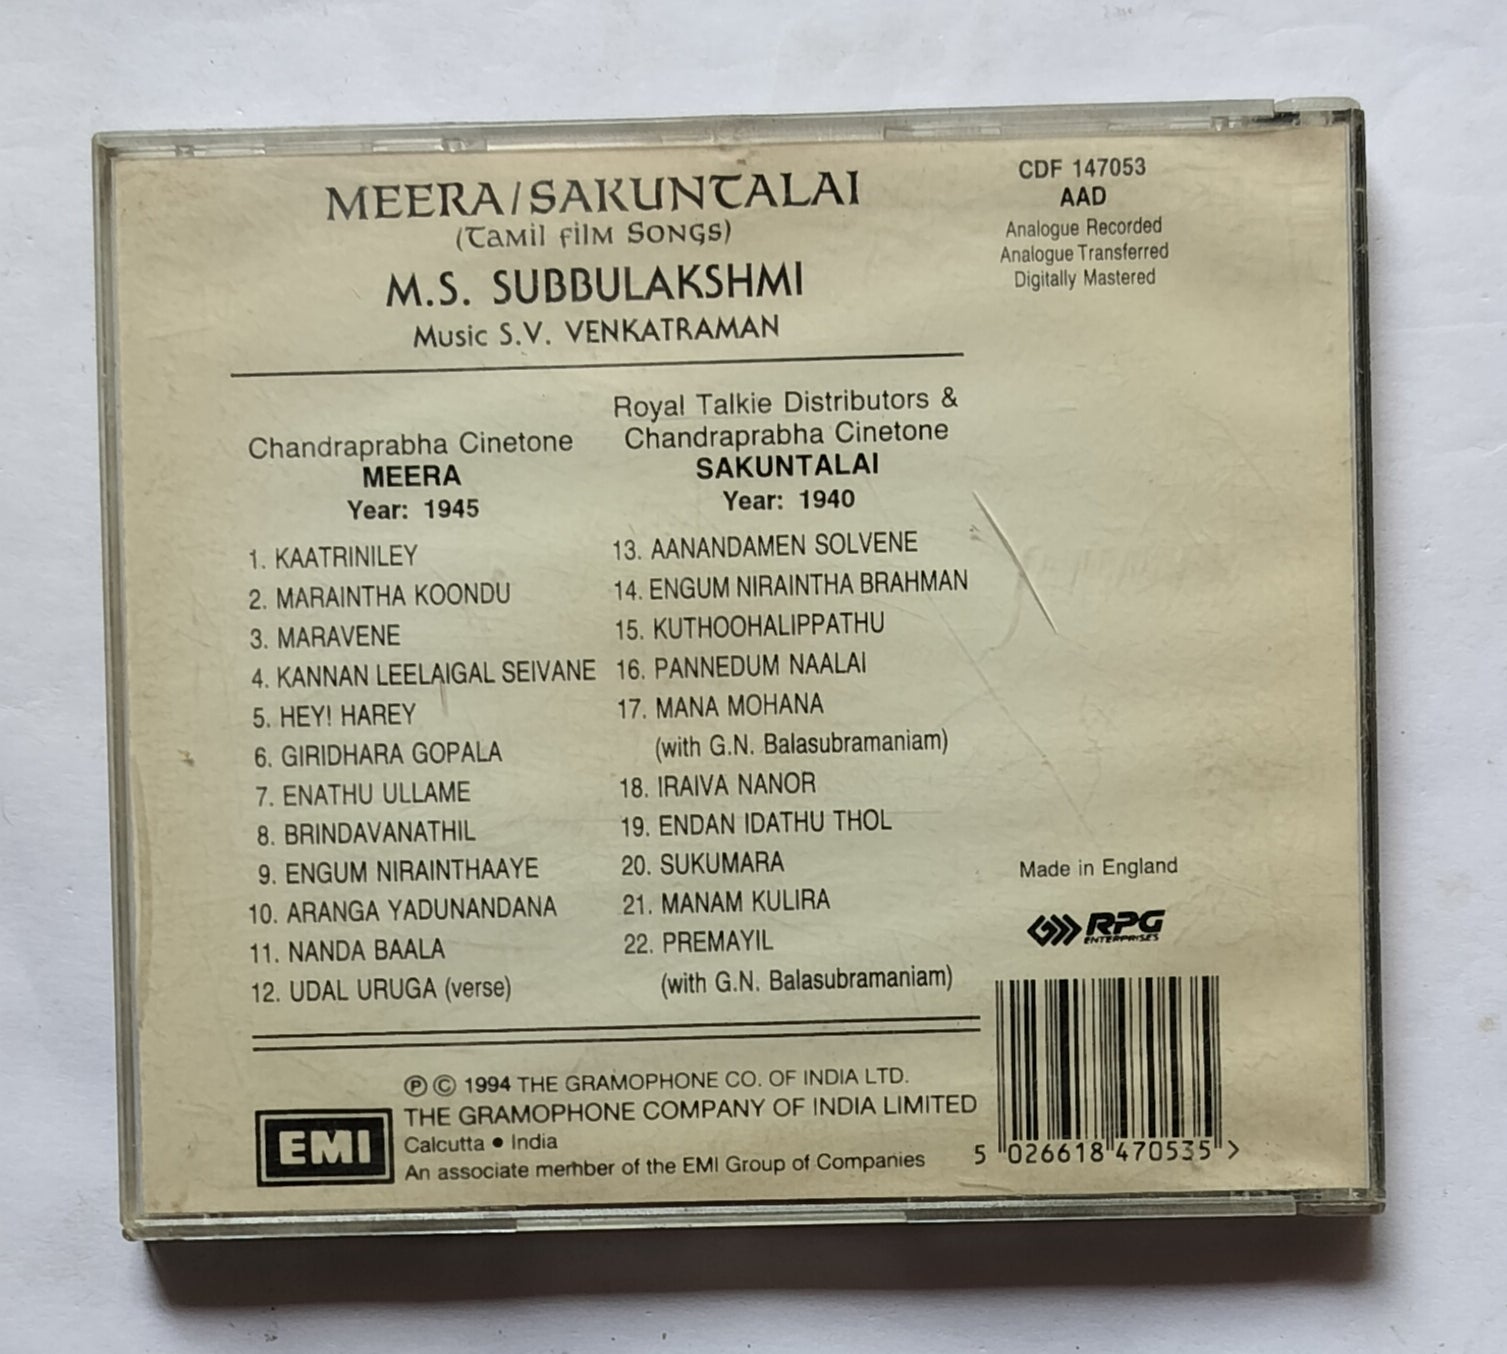 MEERA/SAKUNTALAI
(Tamil Film Songs)
M.S. SUBBULAKSHMI
Music S.V. VENKATRAMAN
CDF 147053
AAD
Analogue Recorded
Analogue Transferred
Digitally Mastered
Chandraprabha Cinetone
MEERA
Year: 1945
1. KAATRINILEY
2. MARAINTHA KOONDU
3. MARAVENE
4. KANNAN LEELAIGAL SEIVANE
5. HEY! HAREY
6. GIRIDHARA GOPALA
7. ENATHU ULLAME
8. BRINDAVANATHIL
9. ENGUM NIRAINTHAAYE
10. ARANGA YADUNANDANA
11. NANDA BAALA
12. UDAL URUGA (verse)
Royal Talkie Distributors &
Chandraprabha Cinetone
SAKUNTALAI
Year: 1940
13. AANANDAMEN SOLVENE
14. ENGUM NIRAINTHA BRAHMAN
15. KUTHOOHALIPPATHU
16. PANNEDUM NAALAI
17. MANA MOHANA
(with G.N. Balasubramaniam)
18. IRAIVA NANOR
19. ENDAN IDATHU THOL
20. SUKUMARA
21. MANAM KULIRA
22. PREMAYIL
(with G.N. Balasubramaniam)
Made in England
RPG
ENTERPRISES
EMI
Ⓟ © 1994 THE GRAMOPHONE CO. OF INDIA LTD.
THE GRAMOPHONE COMPANY OF INDIA LIMITED
Calcutta • India
An associate member of the EMI Group of Companies
5 026618 470535 >